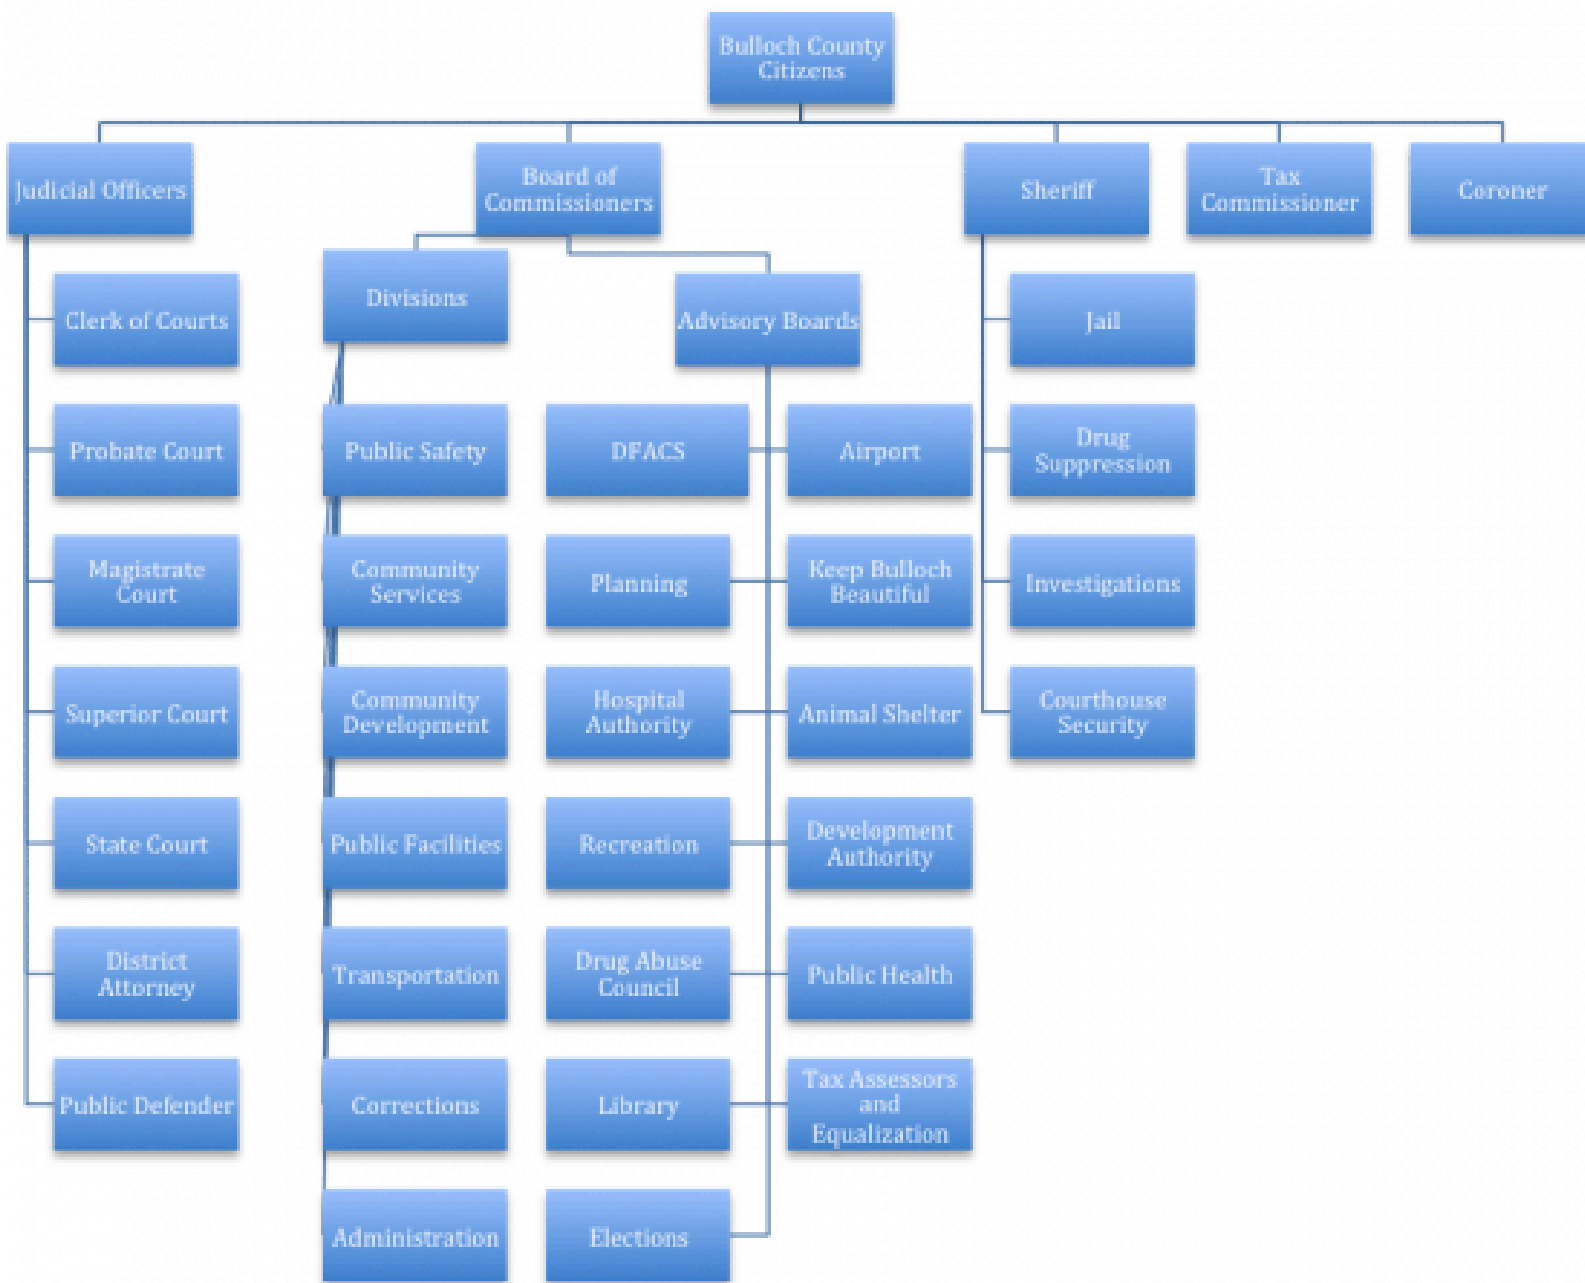 Bulloch County
Citizens
Judicial Officers
Board of
Commissioners
Sheriff
Tax
Commissioner
Coroner
Divisions
Advisory Boards
Clerk of Courts
Jail
Probate Court
Public Safety
DFACS
Airport
Drug
Suppression
Magistrate
Court
Community
Services
Planning
Keep Bulloch
Beautiful
Investigations
Superior Court
Community
Development
Hospital
Authority
Animal Shelter
Courthouse
Security
State Court
Public Facilities
Recreation
Development
Authority
District
Attorney
Transportation
Drug Abuse
Council
Public Health
Public Defender
Corrections
Library
Tax Assessors
and
Equalization
Administration
Elections